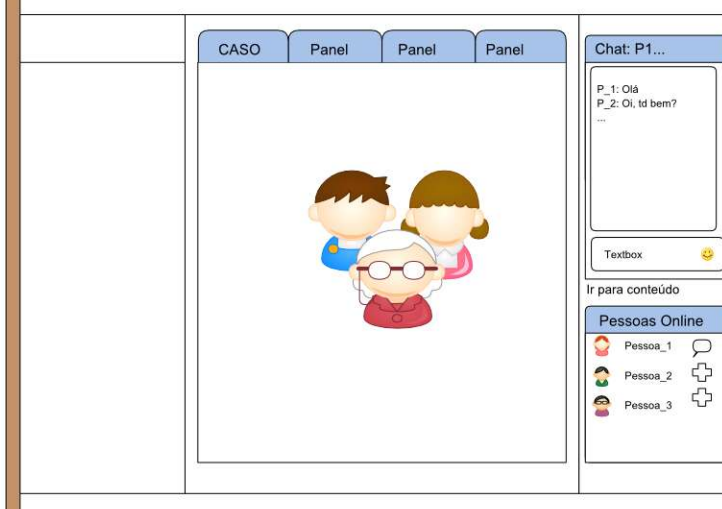 CASO
Panel
Panel
Panel
Chat: P1...
P_1: Olá
P_2: Oi, td bem?
...
Textbox
Ir para conteúdo
Pessoas Online
Pessoa_1
Pessoa_2
Pessoa_3